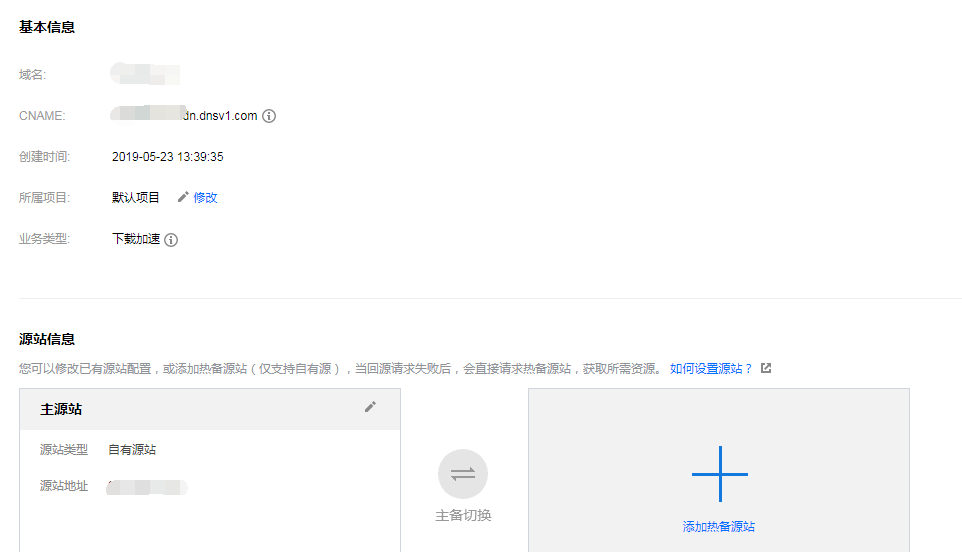 基本信息
域名:
CNAME: dn.dnsv1.com
创建时间: 2019-05-23 13:39:35
所属项目: 默认项目 修改
业务类型: 下载加速
源站信息
您可以修改已有源站配置，或添加热备源站（仅支持自有源），当回源请求失败后，会直接请求热备源站，获取所需资源。 如何设置源站？
主源站
源站类型 自有源站
源站地址
主备切换
添加热备源站